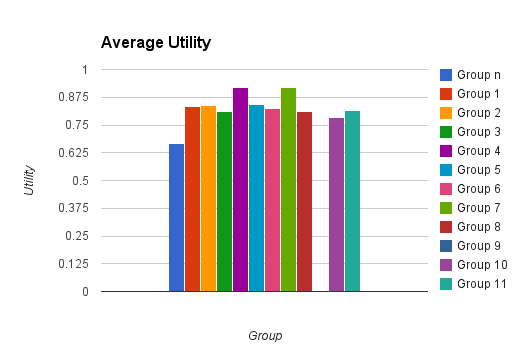 Average Utility
1
0.875
0.75
0.625
0.5
0.375
0.25
0.125
0
Utility
Group
Group n
Group 1
Group 2
Group 3
Group 4
Group 5
Group 6
Group 7
Group 8
Group 9
Group 10
Group 11